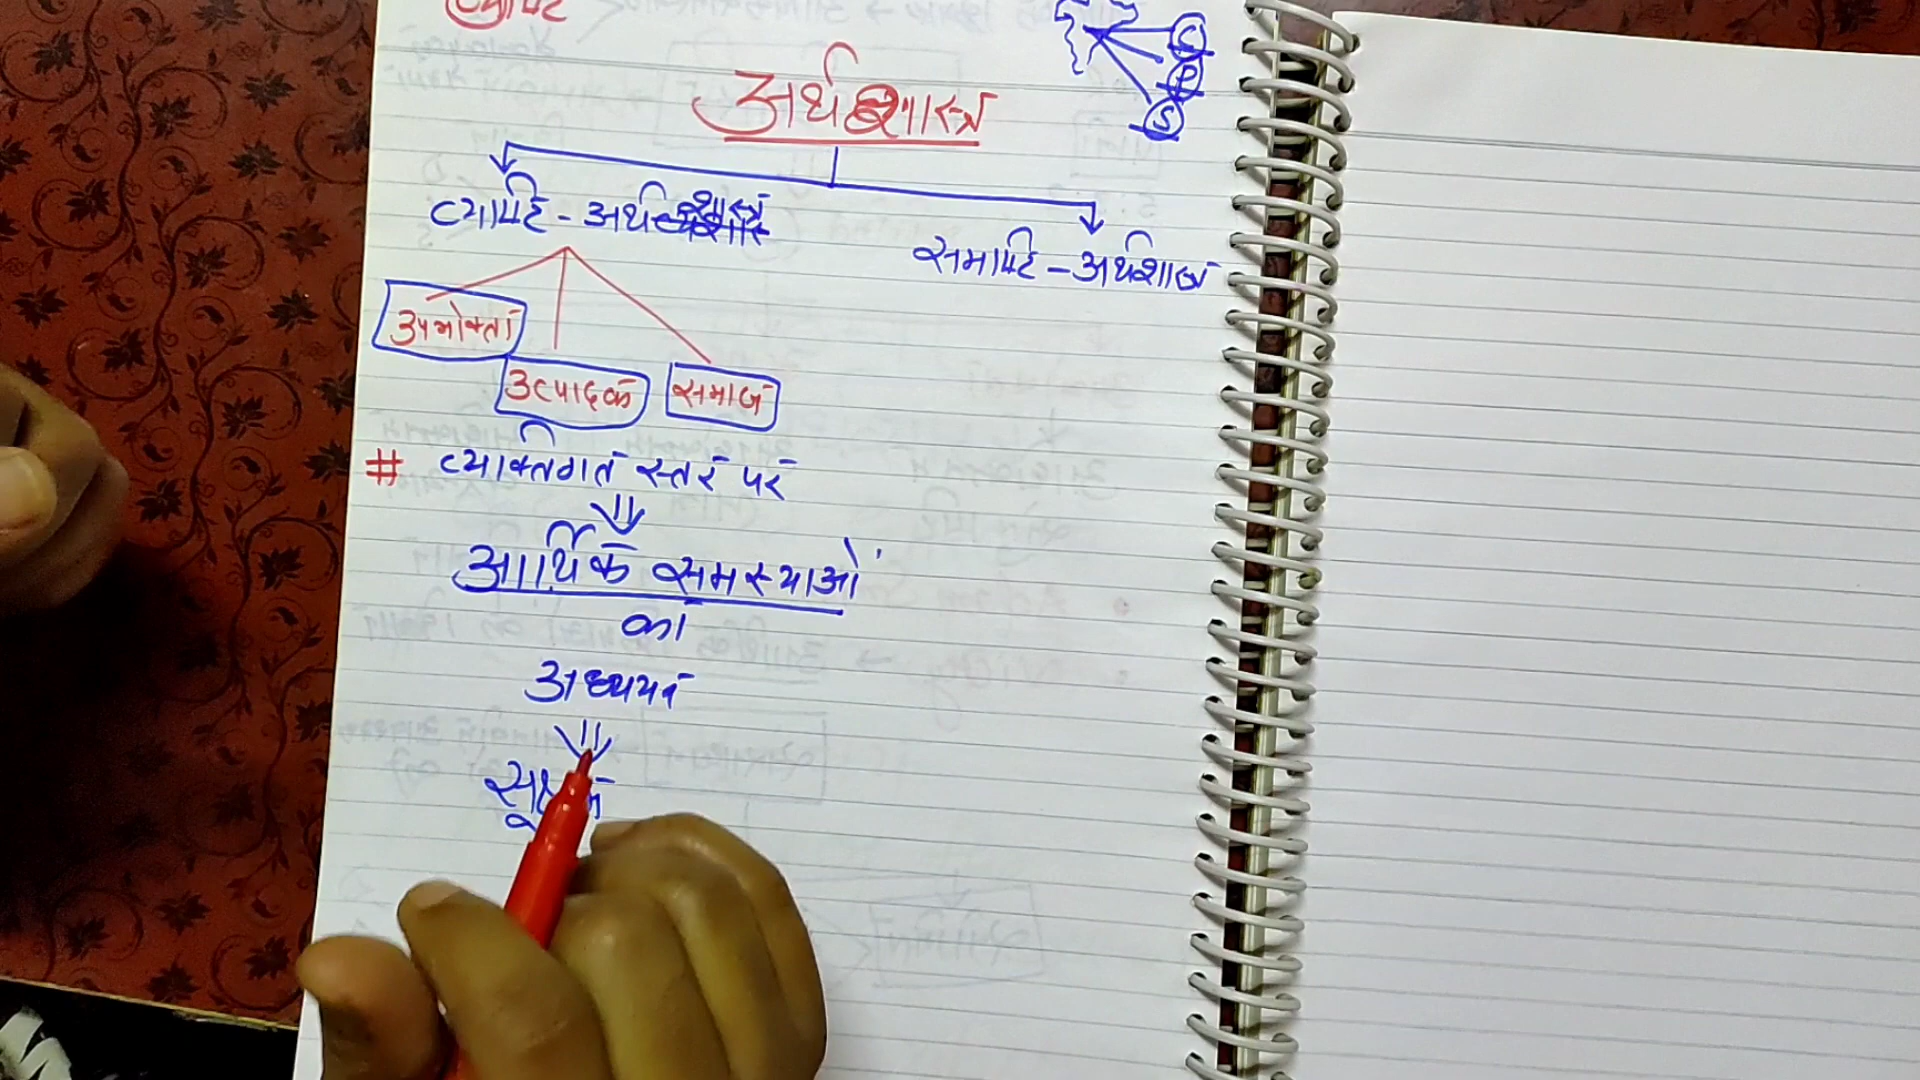 अर्थशास्त्र
C
P
S
व्यष्टि - अर्थशास्त्र
समष्टि - अर्थशास्त्र
उपभोक्ता
उत्पादक समाज
# व्यक्तिगत स्तर पर
आर्थिक समस्याओं
का
अध्ययन